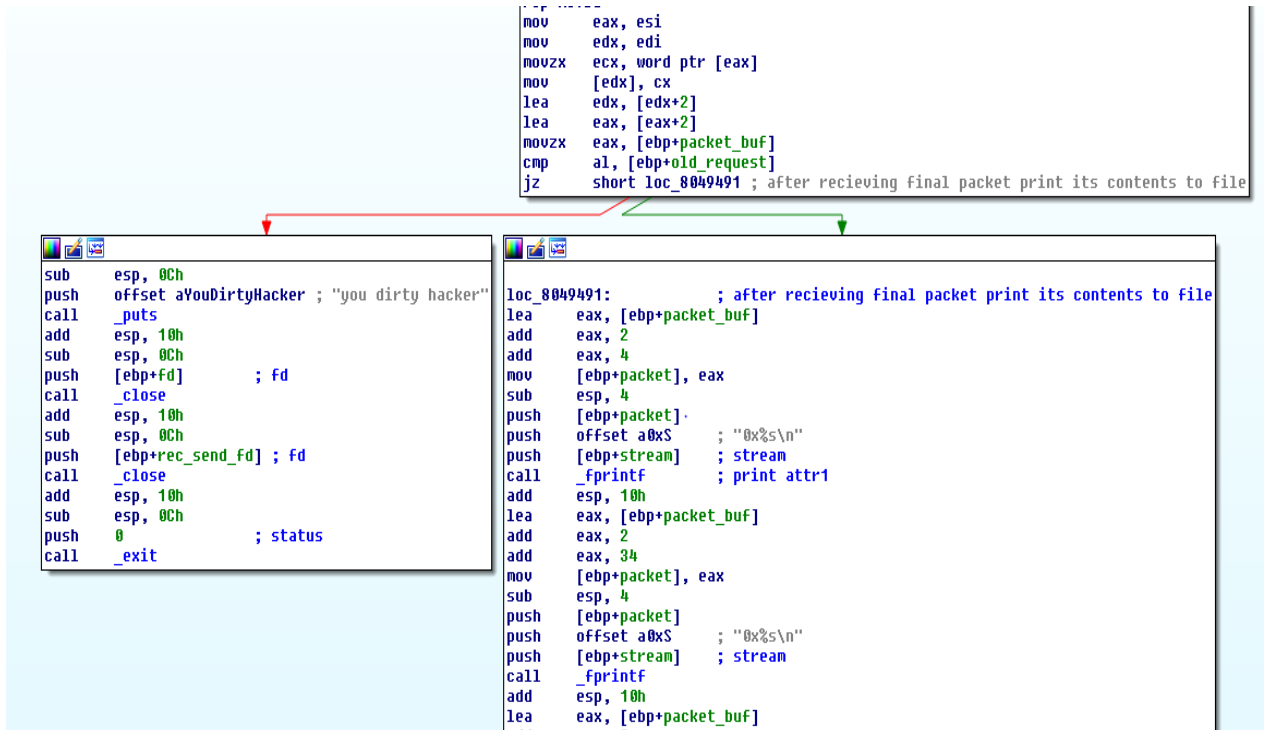 mov eax, esi
mov edx, edi
movzx ecx, word ptr [eax]
mov [edx], cx
lea edx, [edx+2]
lea eax, [eax+2]
movzx eax, [ebp+packet_buf]
cmp al, [ebp+old_request]
jz short loc_8049491 ; after recieving final packet print its contents to file
sub esp, 0Ch
push offset aYouDirtyHacker ; "you dirty hacker"
call _puts
add esp, 10h
sub esp, 0Ch
push [ebp+fd] ; fd
call _close
add esp, 10h
sub esp, 0Ch
push [ebp+rec_send_fd] ; fd
call _close
add esp, 10h
sub esp, 0Ch
push 0 ; status
call _exit
loc_8049491: ; after recieving final packet print its contents to file
lea eax, [ebp+packet_buf]
add eax, 2
add eax, 4
mov [ebp+packet], eax
sub esp, 4
push [ebp+packet]
push offset a0xS ; "0x%s\n"
push [ebp+stream] ; stream
call _fprintf ; print attr1
add esp, 10h
lea eax, [ebp+packet_buf]
add eax, 2
add eax, 34
mov [ebp+packet], eax
sub esp, 4
push [ebp+packet]
push offset a0xS ; "0x%s\n"
push [ebp+stream] ; stream
call _fprintf
add esp, 10h
lea eax, [ebp+packet_buf]